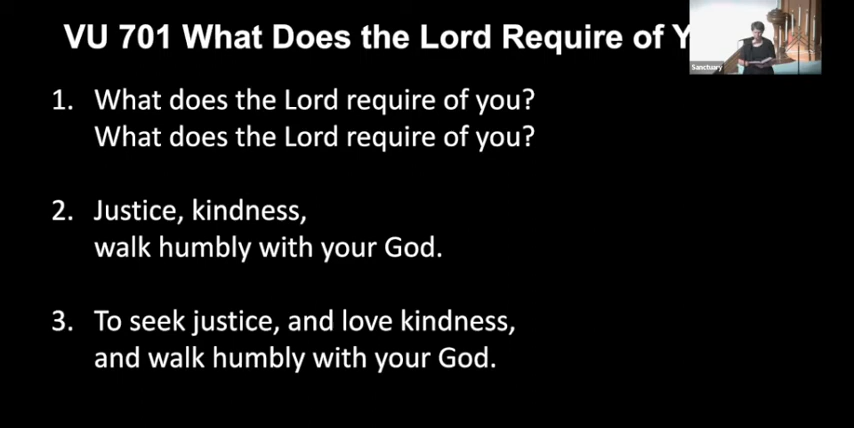 VU 701 What Does the Lord Require of Y
Sanctuary
1. What does the Lord require of you?
What does the Lord require of you?
2. Justice, kindness,
walk humbly with your God.
3. To seek justice, and love kindness,
and walk humbly with your God.